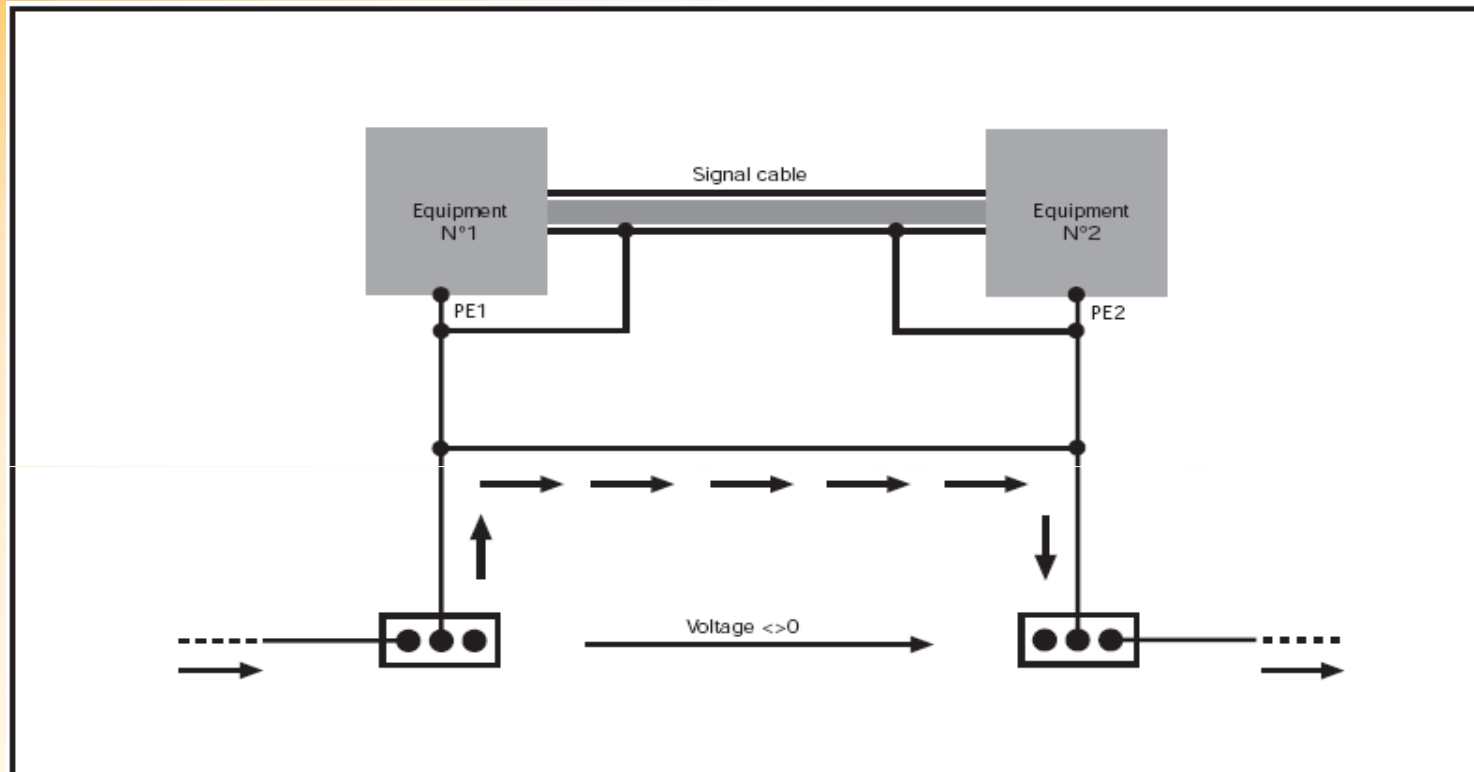 Signal cable
Equipment
N°1
Equipment
N°2
PE1
PE2
Voltage <>0